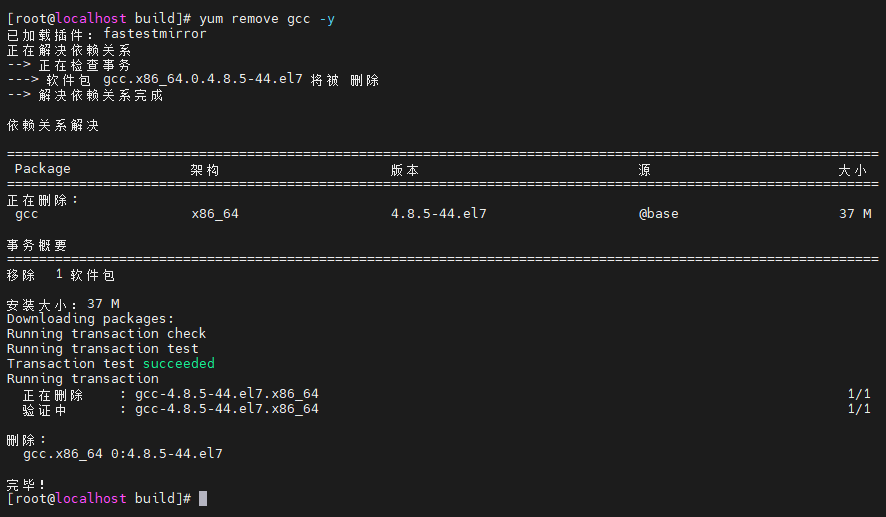 [root@localhost build]# yum remove gcc -y
已加载插件：fastestmirror
正在解决依赖关系
--> 正在检查事务
---> 软件包 gcc.x86_64.0.4.8.5-44.el7 将被 删除
--> 解决依赖关系完成
依赖关系解决
================================================================================
Package 架构 版本 源 大小
================================================================================
正在删除:
gcc x86_64 4.8.5-44.el7 @base 37 M
事务概要
================================================================================
移除 1 软件包
安装大小：37 M
Downloading packages:
Running transaction check
Running transaction test
Transaction test succeeded
Running transaction
正在删除 : gcc-4.8.5-44.el7.x86_64 1/1
验证中 : gcc-4.8.5-44.el7.x86_64 1/1
删除:
gcc.x86_64 0:4.8.5-44.el7
完毕！
[root@localhost build]#